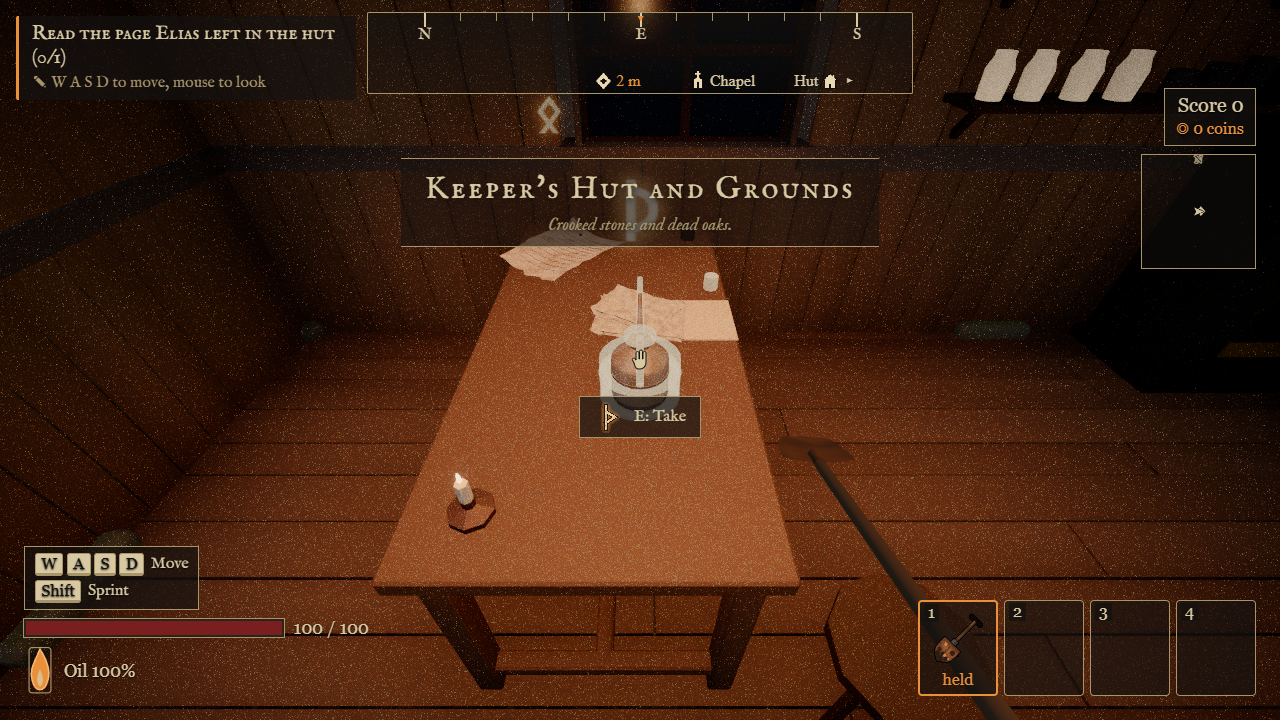 Read the page Elias left in the hut
(0/1)
W A S D to move, mouse to look
N E S
2 m Chapel Hut
Score 0
0 coins
Keeper's Hut and Grounds
Crooked stones and dead oaks.
E: Take
W A S D Move
Shift Sprint
100 / 100
Oil 100%
1 2 3 4
held